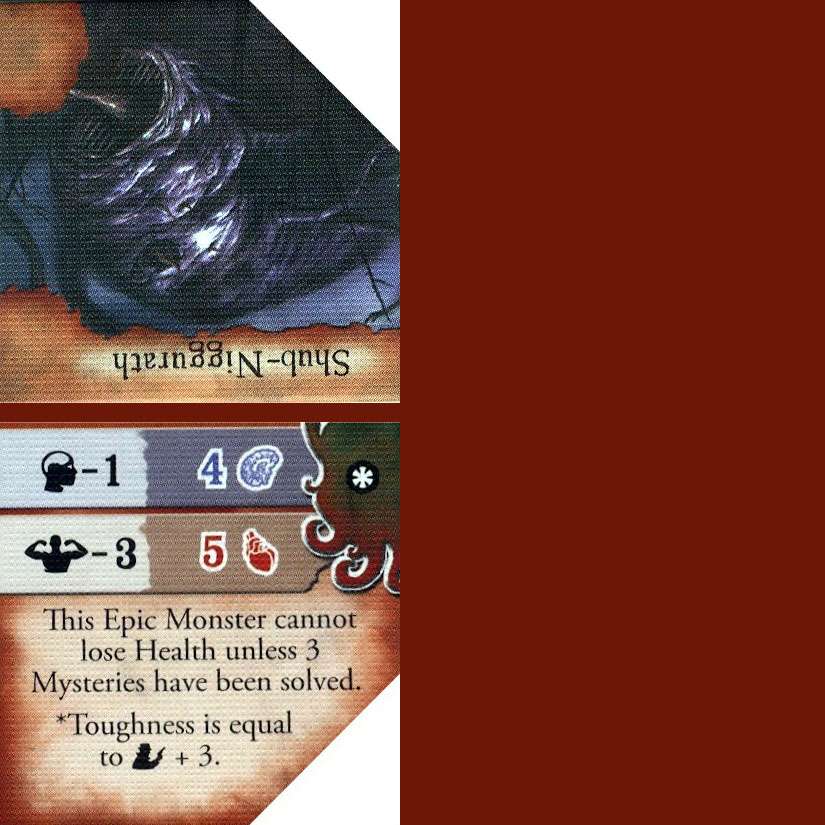 Shub-Niggurath
-1 4 *
-3 5
This Epic Monster cannot
lose Health unless 3
Mysteries have been solved.
*Toughness is equal
to + 3.